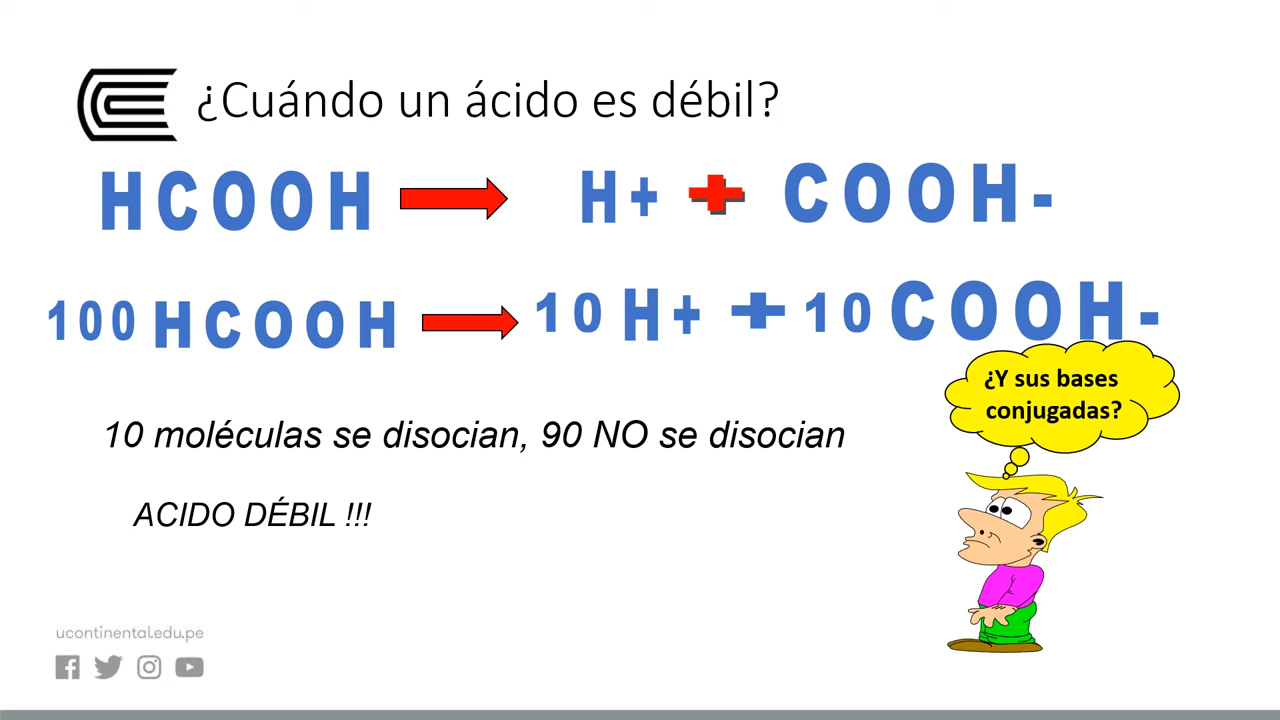 ¿Cuándo un ácido es débil?
HCOOH H+ + COOH-
100 HCOOH 10 H+ + 10 COOH-
¿Y sus bases
conjugadas?
10 moléculas se disocian, 90 NO se disocian
ACIDO DÉBIL !!!
ucontinental.edu.pe